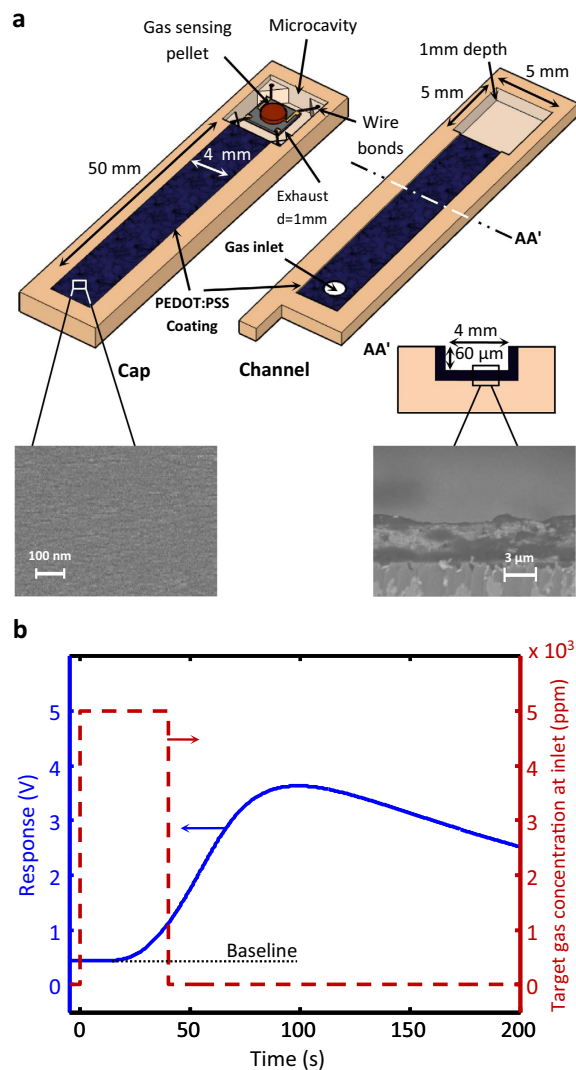 a
Gas sensing
pellet
Microcavity
1mm depth
5 mm
5 mm
Wire
bonds
50 mm
4 mm
Exhaust
d=1mm
AA'
Gas inlet
PEDOT:PSS
Coating
Cap
Channel
AA'
4 mm
60 µm
100 nm
3 µm
b
x 10³
Response (V)
5
4
3
2
1
0
Baseline
5
4
3
2
1
0
Target gas concentration at inlet (ppm)
0
50
100
150
200
Time (s)